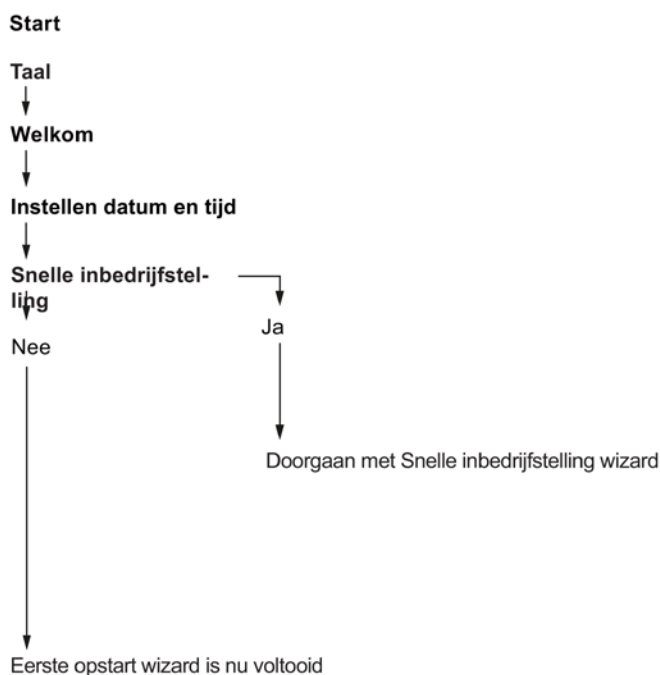 Start
Taal
Welkom
Instellen datum en tijd
Snelle inbedrijfstel-
ling
Ja
Nee
Doorgaan met Snelle inbedrijfstelling wizard
Eerste opstart wizard is nu voltooid